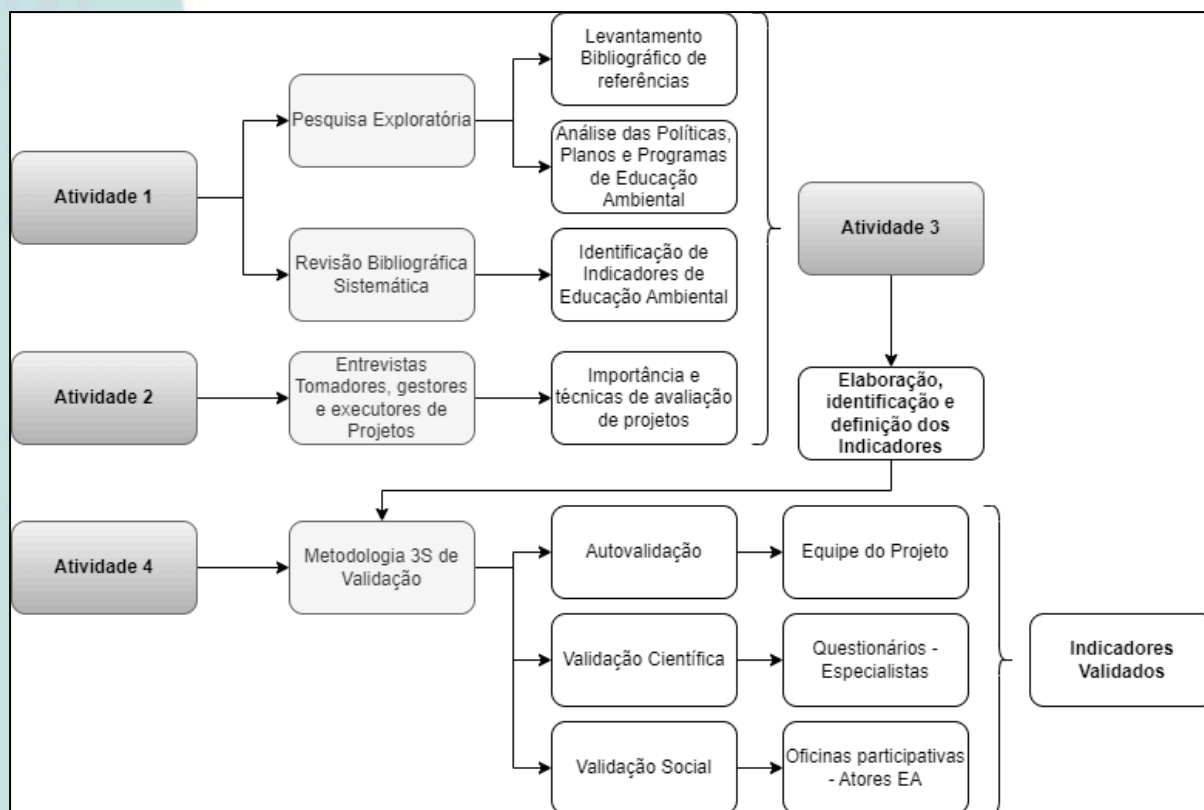 Levantamento
Bibliográfico de
referências
Pesquisa Exploratória
Análise das Políticas,
Planos e Programas
de Educação
Ambiental
Atividade 1
Atividade 3
Revisão Bibliográfica
Sistemática
Identificação de
Indicadores de
Educação Ambiental
Atividade 2
Entrevistas
Tomadores, gestores
e executores de
Projetos
Importância e
técnicas de avaliação
de projetos
Elaboração,
identificação e
definição dos
Indicadores
Atividade 4
Metodologia 3S de
Validação
Autovalidação
Equipe do Projeto
Validação Científica
Questionários -
Especialistas
Indicadores
Validados
Validação Social
Oficinas participativas
- Atores EA